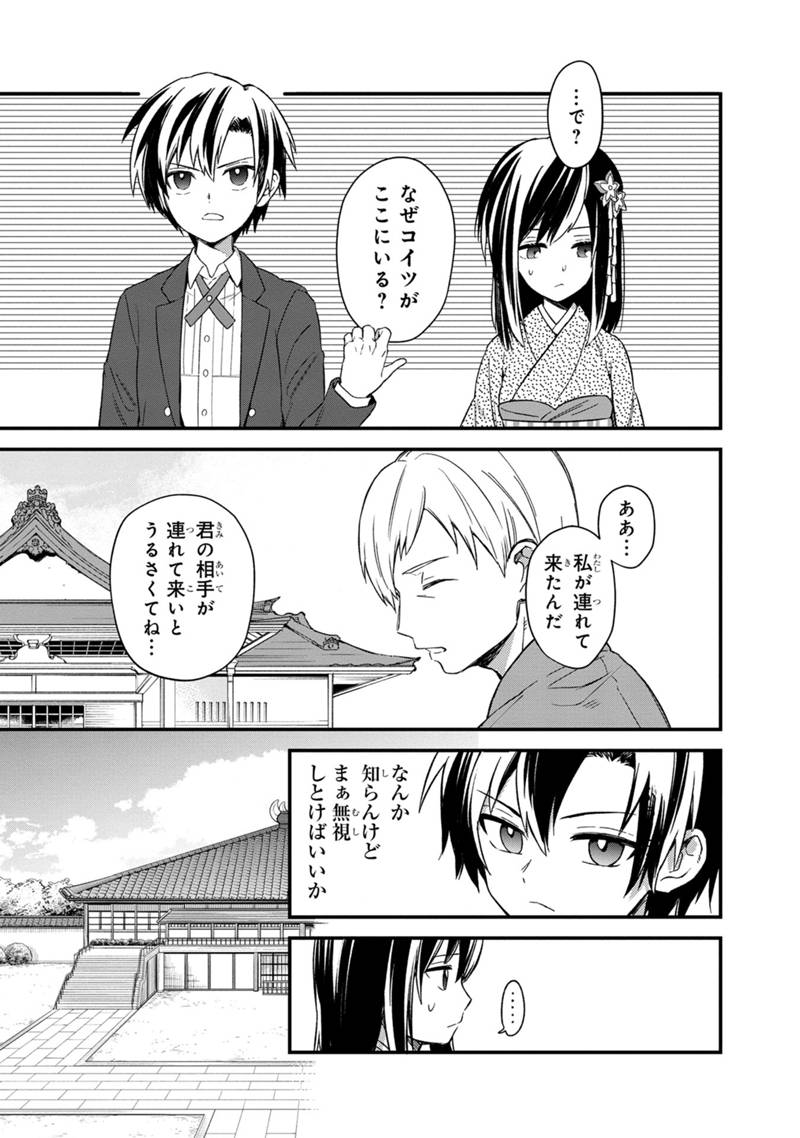 …で？
なぜコイツが
ここにいる？
ああ…
私が連れて
来たんだ
君の相手が
連れて来いと
うるさくてね…
なんか
知らんけど
まぁ無視
しとけばいいか
……